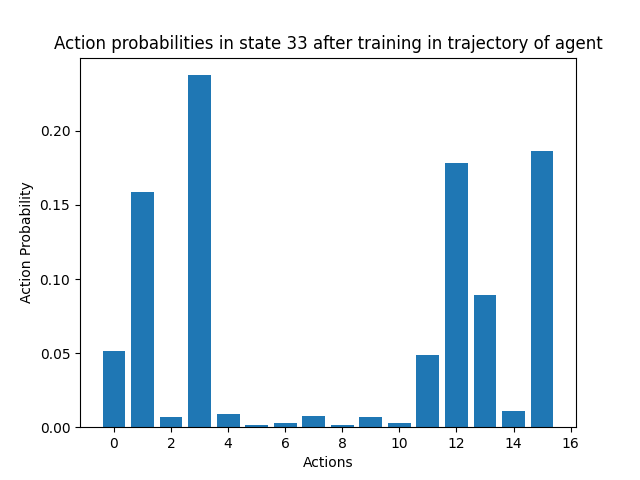 Action probabilities in state 33 after training in trajectory of agent
0.20
0.15
0.10
0.05
0.00
Action Probability
0 2 4 6 8 10 12 14 16
Actions